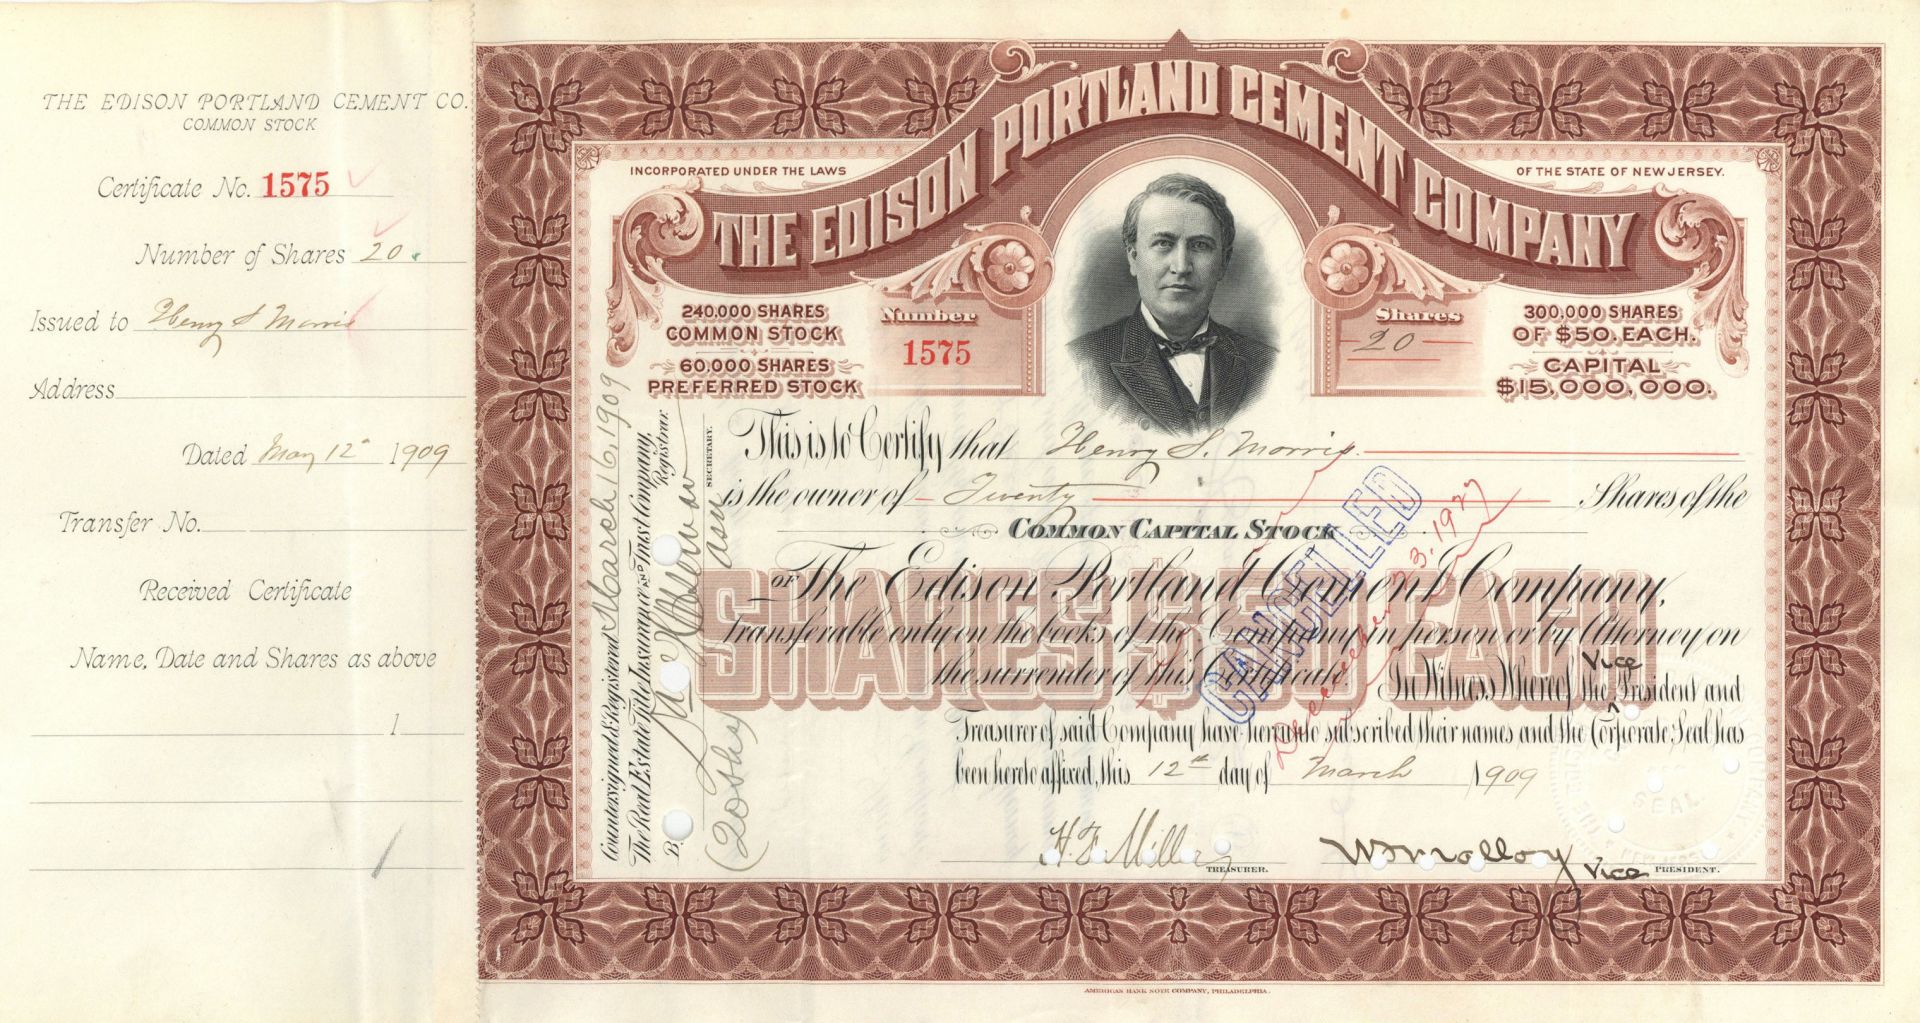 THE EDISON PORTLAND CEMENT CO.
COMMON STOCK
Certificate No. 1575
Number of Shares 20
Issued to Henry S. Morris
Address
Dated May 12th 1909
Transfer No.
Received Certificate
Name, Date and Shares as above
1
THE EDISON PORTLAND CEMENT COMPANY
INCORPORATED UNDER THE LAWS
OF THE STATE OF NEW JERSEY.
240,000 SHARES
COMMON STOCK
60,000 SHARES
PREFERRED STOCK
Number
1575
Shares
20
300,000 SHARES
OF $50. EACH.
CAPITAL
$15,000,000.
This is to Certify that Henry S. Morris
is the owner of Twenty Shares of the
COMMON CAPITAL STOCK
OF The Edison Portland Cement Company,
transferable only on the books of the Company in person or by Attorney on
the surrender of this Certificate. In Witness Whereof the Vice President and
Treasurer of said Company have hereunto subscribed their names and the Corporate Seal has
been hereto affixed, this 12th day of March 1909
SHARES $50 EACH
CANCELLED
December 23, 1927
H. F. Miller
TREASURER.
W S Mallory
Vice PRESIDENT.
SEAL
Countersigned & Registered March 16, 1909
The Real Estate Title Insurance and Trust Company,
Registrar.
By
SECRETARY.
(20 shs)
AMERICAN BANK NOTE COMPANY, PHILADELPHIA.